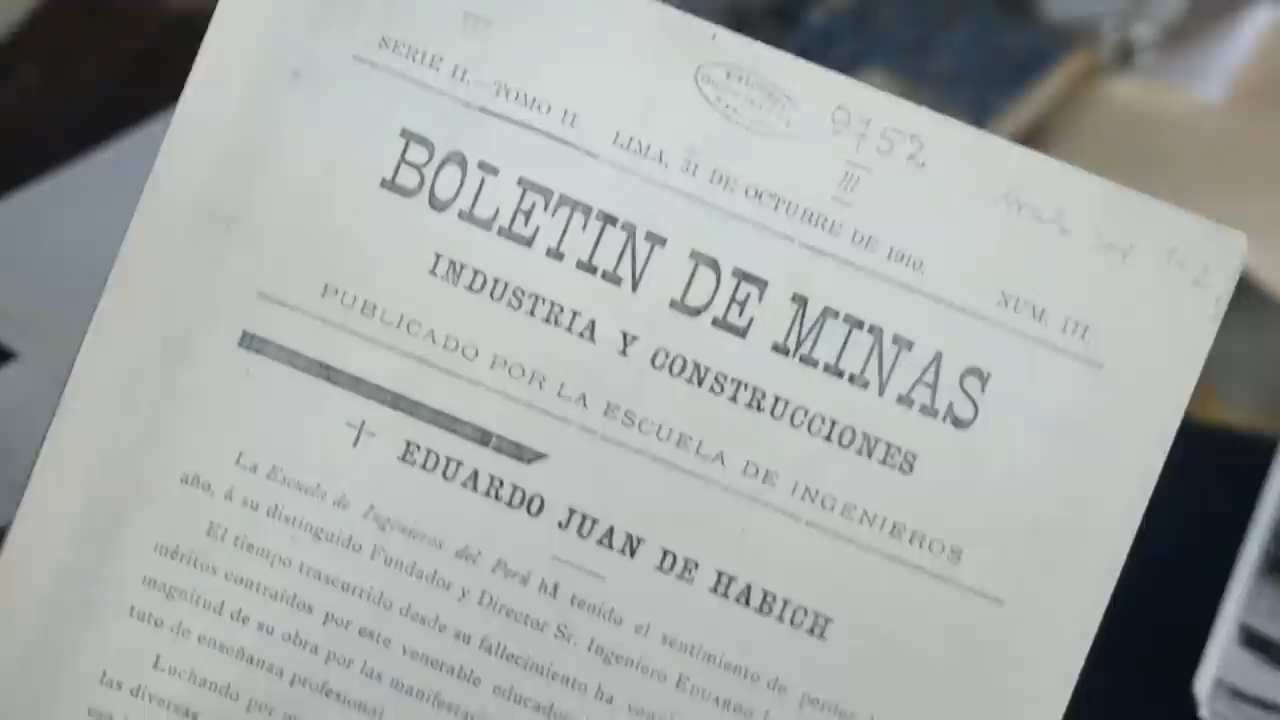 SERIE II.—TOMO II LIMA, 31 DE OCTUBRE DE 1910. NUM. III.
0752
III
BOLETIN DE MINAS
INDUSTRIA Y CONSTRUCCIONES
PUBLICADO POR LA ESCUELA DE INGENIEROS
EDUARDO JUAN DE HABICH
La Escuela de Ingenieros del Perú há tenido el sentimiento de perder
año, á su distinguido Fundador y Director Sr. Ingeniero EDUARDO
El tiempo trascurrido desde su fallecimiento ha
méritos contraídos por este venerable
magnitud de su obra por las
tuto de enseñanza profesional
Luchando por
las diversas